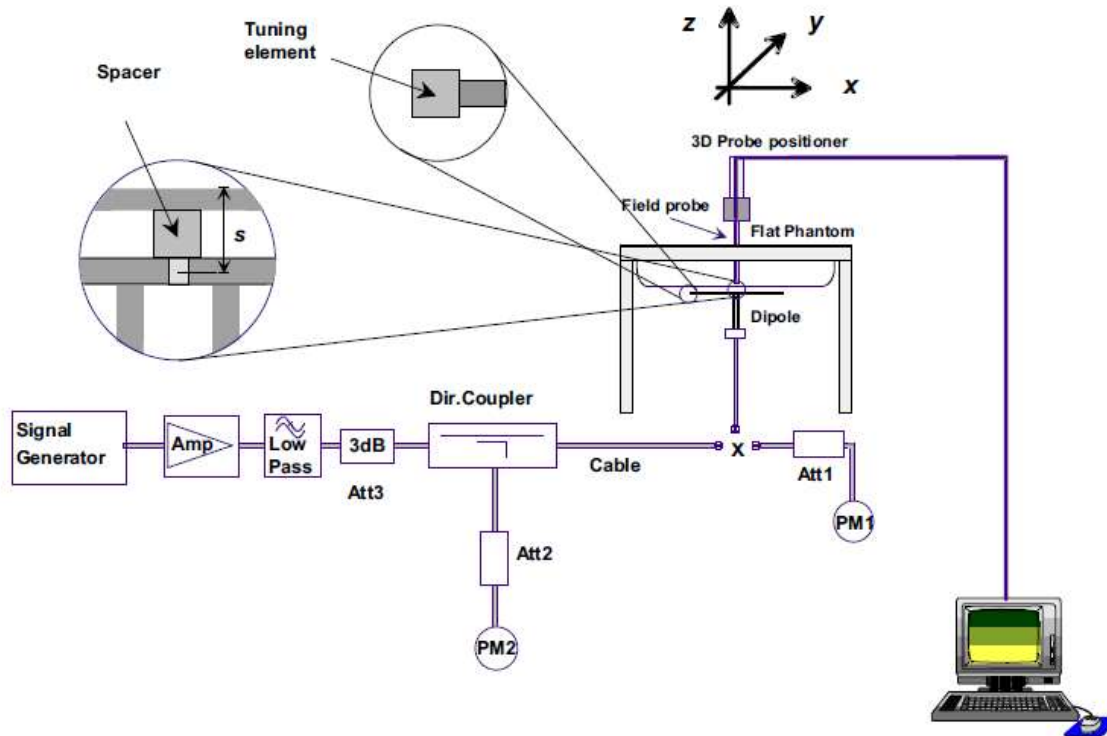 Tuning
element
Spacer
s
z
y
x
3D Probe positioner
Field probe
Flat Phantom
Dipole
Signal
Generator
Amp
Low
Pass
3dB
Att3
Dir.Coupler
Cable
X
Att1
PM1
Att2
PM2